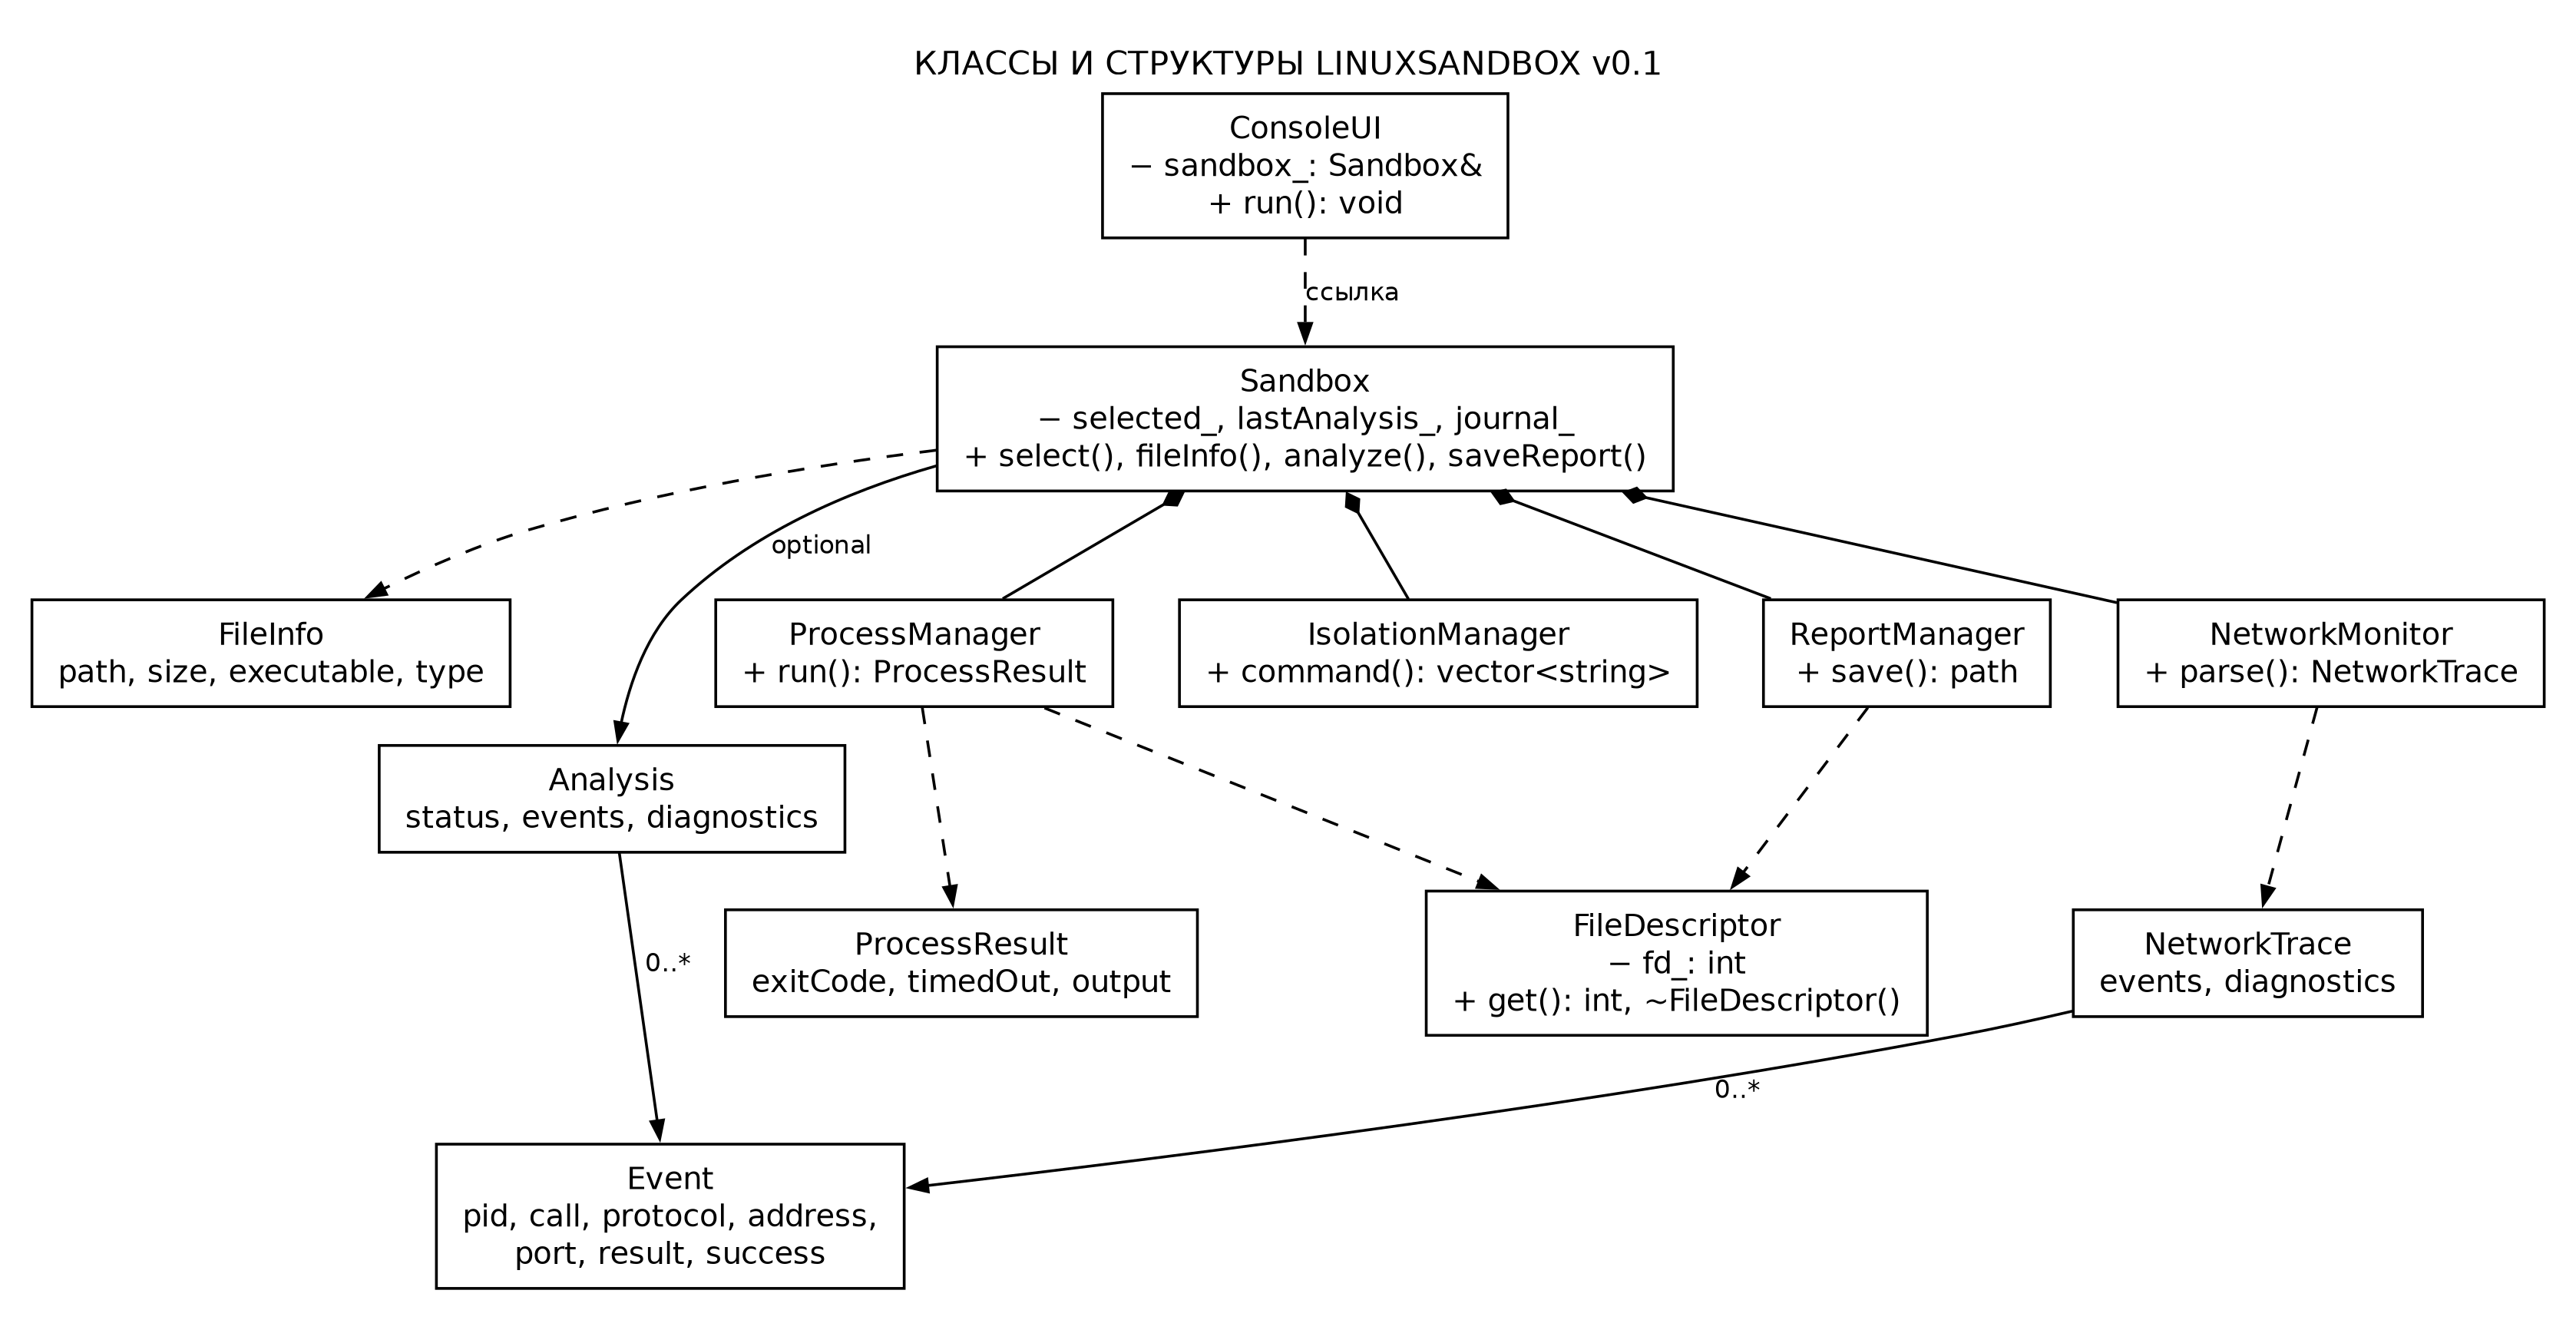 КЛАССЫ И СТРУКТУРЫ LINUXSANDBOX v0.1
ConsoleUI
− sandbox_: Sandbox&
+ run(): void
ссылка
Sandbox
− selected_, lastAnalysis_, journal_
+ select(), fileInfo(), analyze(), saveReport()
optional
FileInfo
path, size, executable, type
ProcessManager
+ run(): ProcessResult
IsolationManager
+ command(): vector<string>
ReportManager
+ save(): path
NetworkMonitor
+ parse(): NetworkTrace
Analysis
status, events, diagnostics
0..*
ProcessResult
exitCode, timedOut, output
FileDescriptor
− fd_: int
+ get(): int, ~FileDescriptor()
NetworkTrace
events, diagnostics
0..*
Event
pid, call, protocol, address,
port, result, success